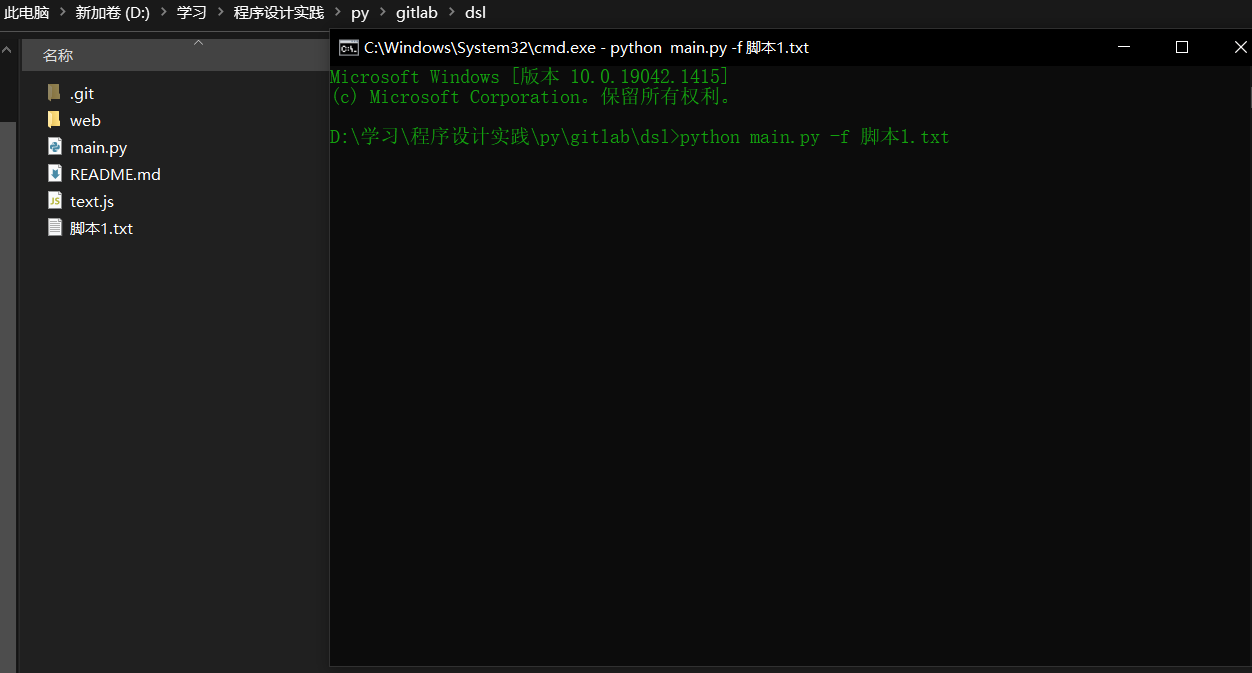 此电脑 > 新加卷 (D:) > 学习 > 程序设计实践 > py > gitlab > dsl
名称
.git
web
main.py
README.md
text.js
脚本1.txt
C:\Windows\System32\cmd.exe - python  main.py -f 脚本1.txt
Microsoft Windows [版本 10.0.19042.1415]
(c) Microsoft Corporation。保留所有权利。
D:\学习\程序设计实践\py\gitlab\dsl>python main.py -f 脚本1.txt